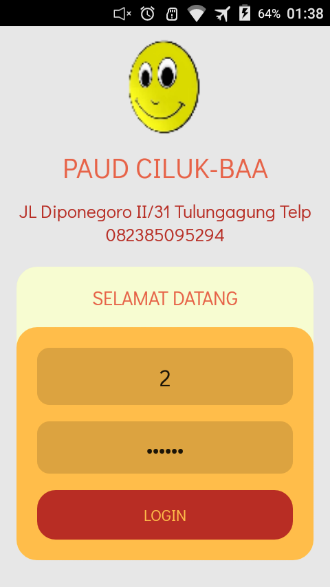 64% 01:38
PAUD CILUK-BAA
JL Diponegoro II/31 Tulungagung Telp
082385095294
SELAMAT DATANG
2
••••••
LOGIN